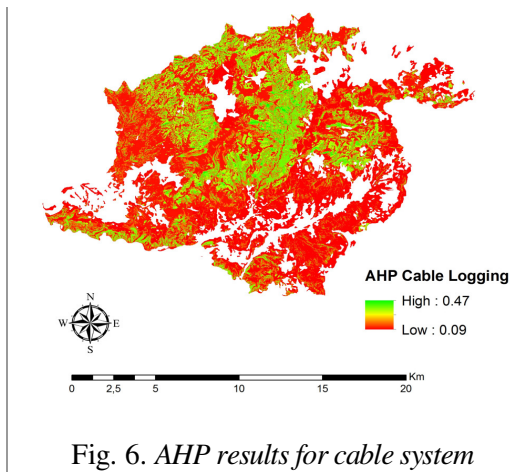 AHP Cable Logging
High : 0.47
Low : 0.09
N
W E
S
Km
0 2,5 5 10 15 20
Fig. 6. AHP results for cable system